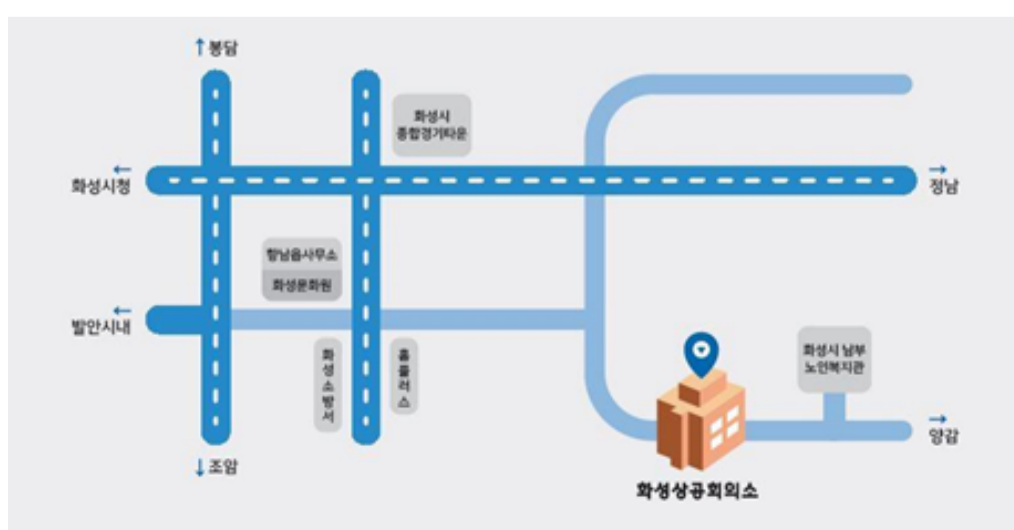 ↑봉담
화성시
종합경기타운
←
화성시청
→
정남
향남읍사무소
화성문화원
←
발안시내
화성소방서
홈플러스
화성시 남부
노인복지관
→
양감
↓조암
화성상공회의소